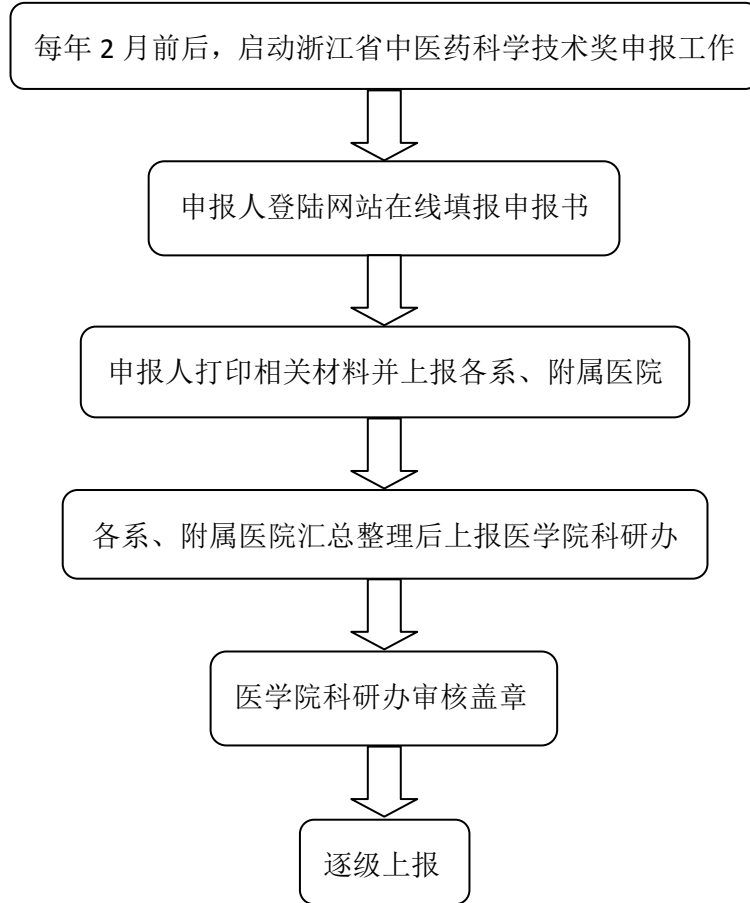 每年 2 月前后，启动浙江省中医药科学技术奖申报工作
申报人登陆网站在线填报申报书
申报人打印相关材料并上报各系、附属医院
各系、附属医院汇总整理后上报医学院科研办
医学院科研办审核盖章
逐级上报